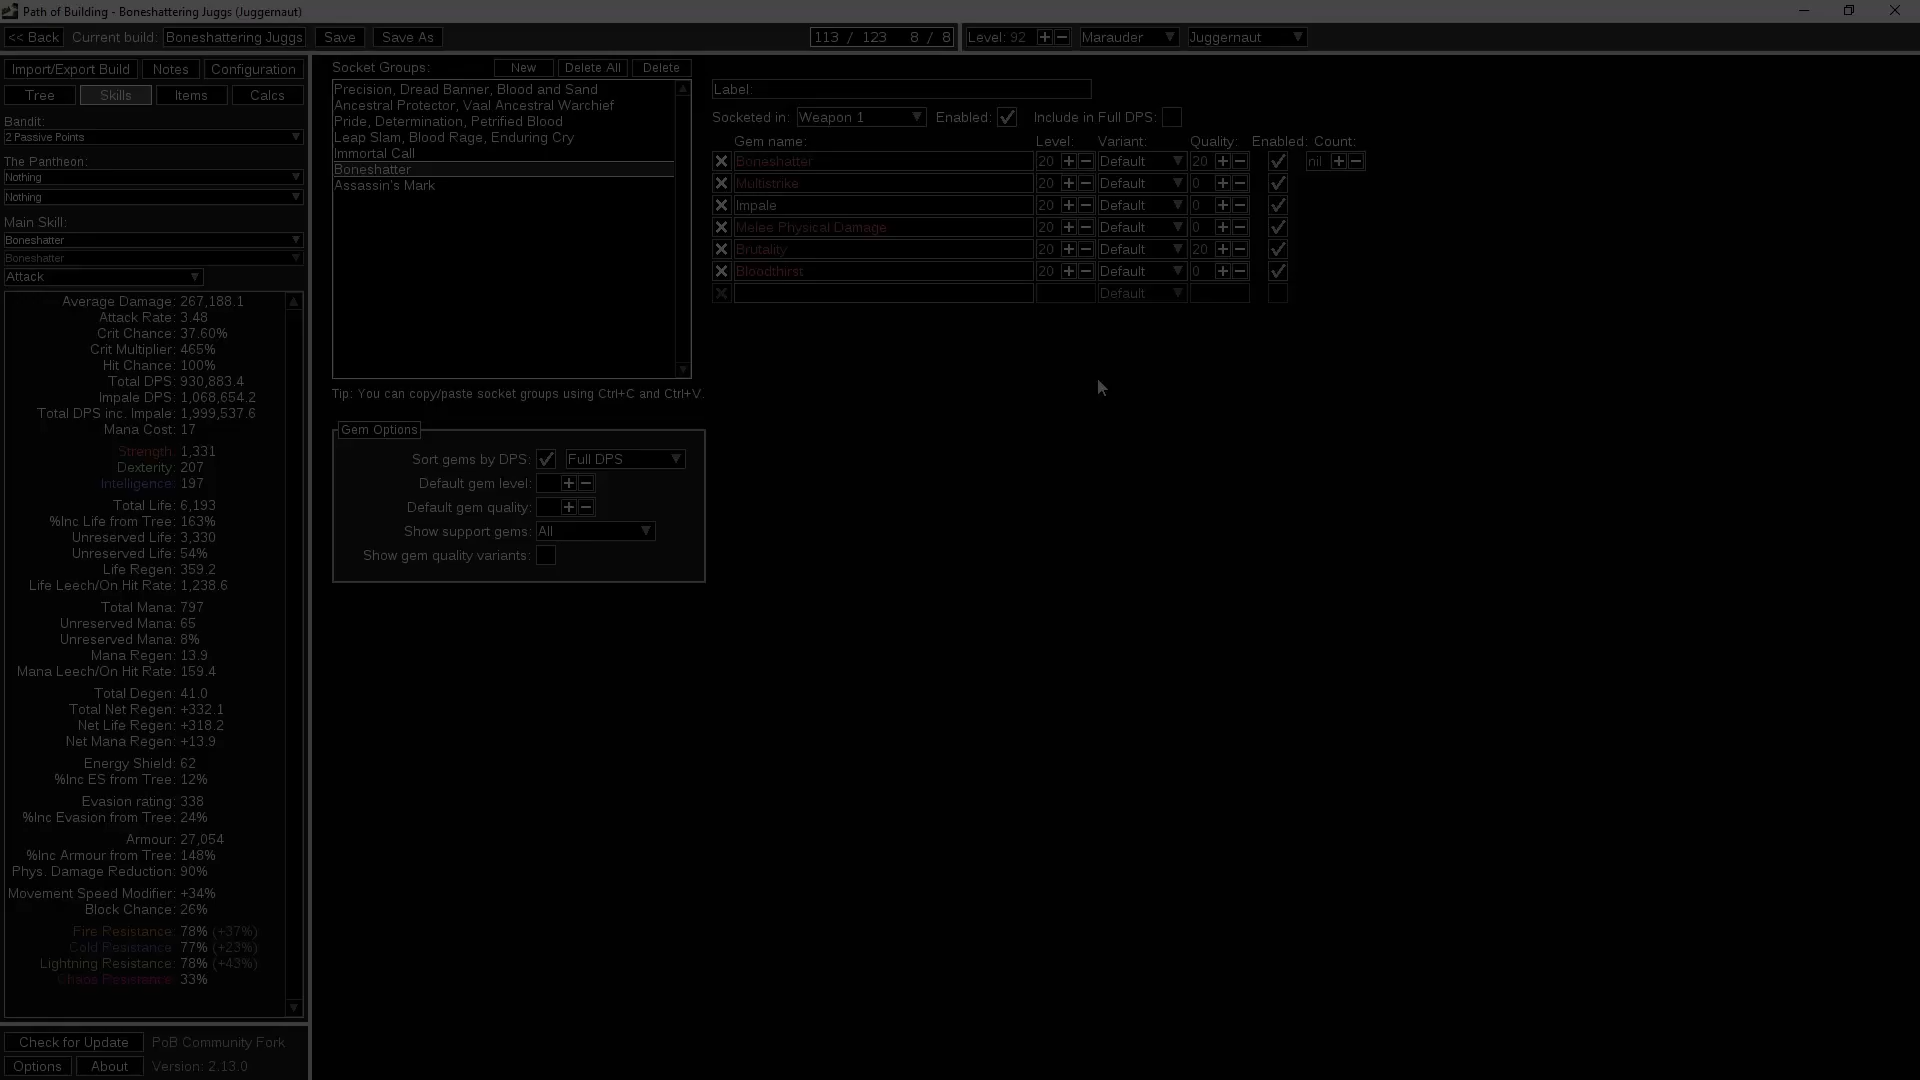 Path of Building - Boneshattering Juggs (Juggernaut)
<< Back Current build: Boneshattering Juggs Save Save As 113 / 123 8 / 8 Level: 92 Marauder Juggernaut
Import/Export Build Notes Configuration
Tree Skills Items Calcs
Bandit:
2 Passive Points
The Pantheon:
Nothing
Nothing
Main Skill:
Boneshatter
Boneshatter
Attack
Average Damage: 267,188.1
Attack Rate: 3.48
Crit Chance: 37.60%
Crit Multiplier: 465%
Hit Chance: 100%
Total DPS: 930,883.4
Impale DPS: 1,068,654.2
Total DPS inc. Impale: 1,999,537.6
Mana Cost: 17
Strength: 1,331
Dexterity: 207
Intelligence: 197
Total Life: 6,193
%Inc Life from Tree: 163%
Unreserved Life: 3,330
Unreserved Life: 54%
Life Regen: 359.2
Life Leech/On Hit Rate: 1,238.6
Total Mana: 797
Unreserved Mana: 65
Unreserved Mana: 8%
Mana Regen: 13.9
Mana Leech/On Hit Rate: 159.4
Total Degen: 41.0
Total Net Regen: +332.1
Net Life Regen: +318.2
Net Mana Regen: +13.9
Energy Shield: 62
%Inc ES from Tree: 12%
Evasion rating: 338
%Inc Evasion from Tree: 24%
Armour: 27,054
%Inc Armour from Tree: 148%
Phys. Damage Reduction: 90%
Movement Speed Modifier: +34%
Block Chance: 26%
Fire Resistance: 78% (+37%)
Cold Resistance: 77% (+23%)
Lightning Resistance: 78% (+43%)
Chaos Resistance: 33%
Check for Update PoB Community Fork
Options About Version: 2.13.0
Socket Groups: New Delete All Delete
Precision, Dread Banner, Blood and Sand
Ancestral Protector, Vaal Ancestral Warchief
Pride, Determination, Petrified Blood
Leap Slam, Blood Rage, Enduring Cry
Immortal Call
Boneshatter
Assassin's Mark
Tip: You can copy/paste socket groups using Ctrl+C and Ctrl+V.
Gem Options
Sort gems by DPS: Full DPS
Default gem level:
Default gem quality:
Show support gems: All
Show gem quality variants:
Label:
Socketed in: Weapon 1 Enabled: Include in Full DPS:
Gem name: Level: Variant: Quality: Enabled: Count:
Boneshatter 20 Default 20 nil
Multistrike 20 Default 0
Impale 20 Default 0
Melee Physical Damage 20 Default 0
Brutality 20 Default 20
Bloodthirst 20 Default 0
Default